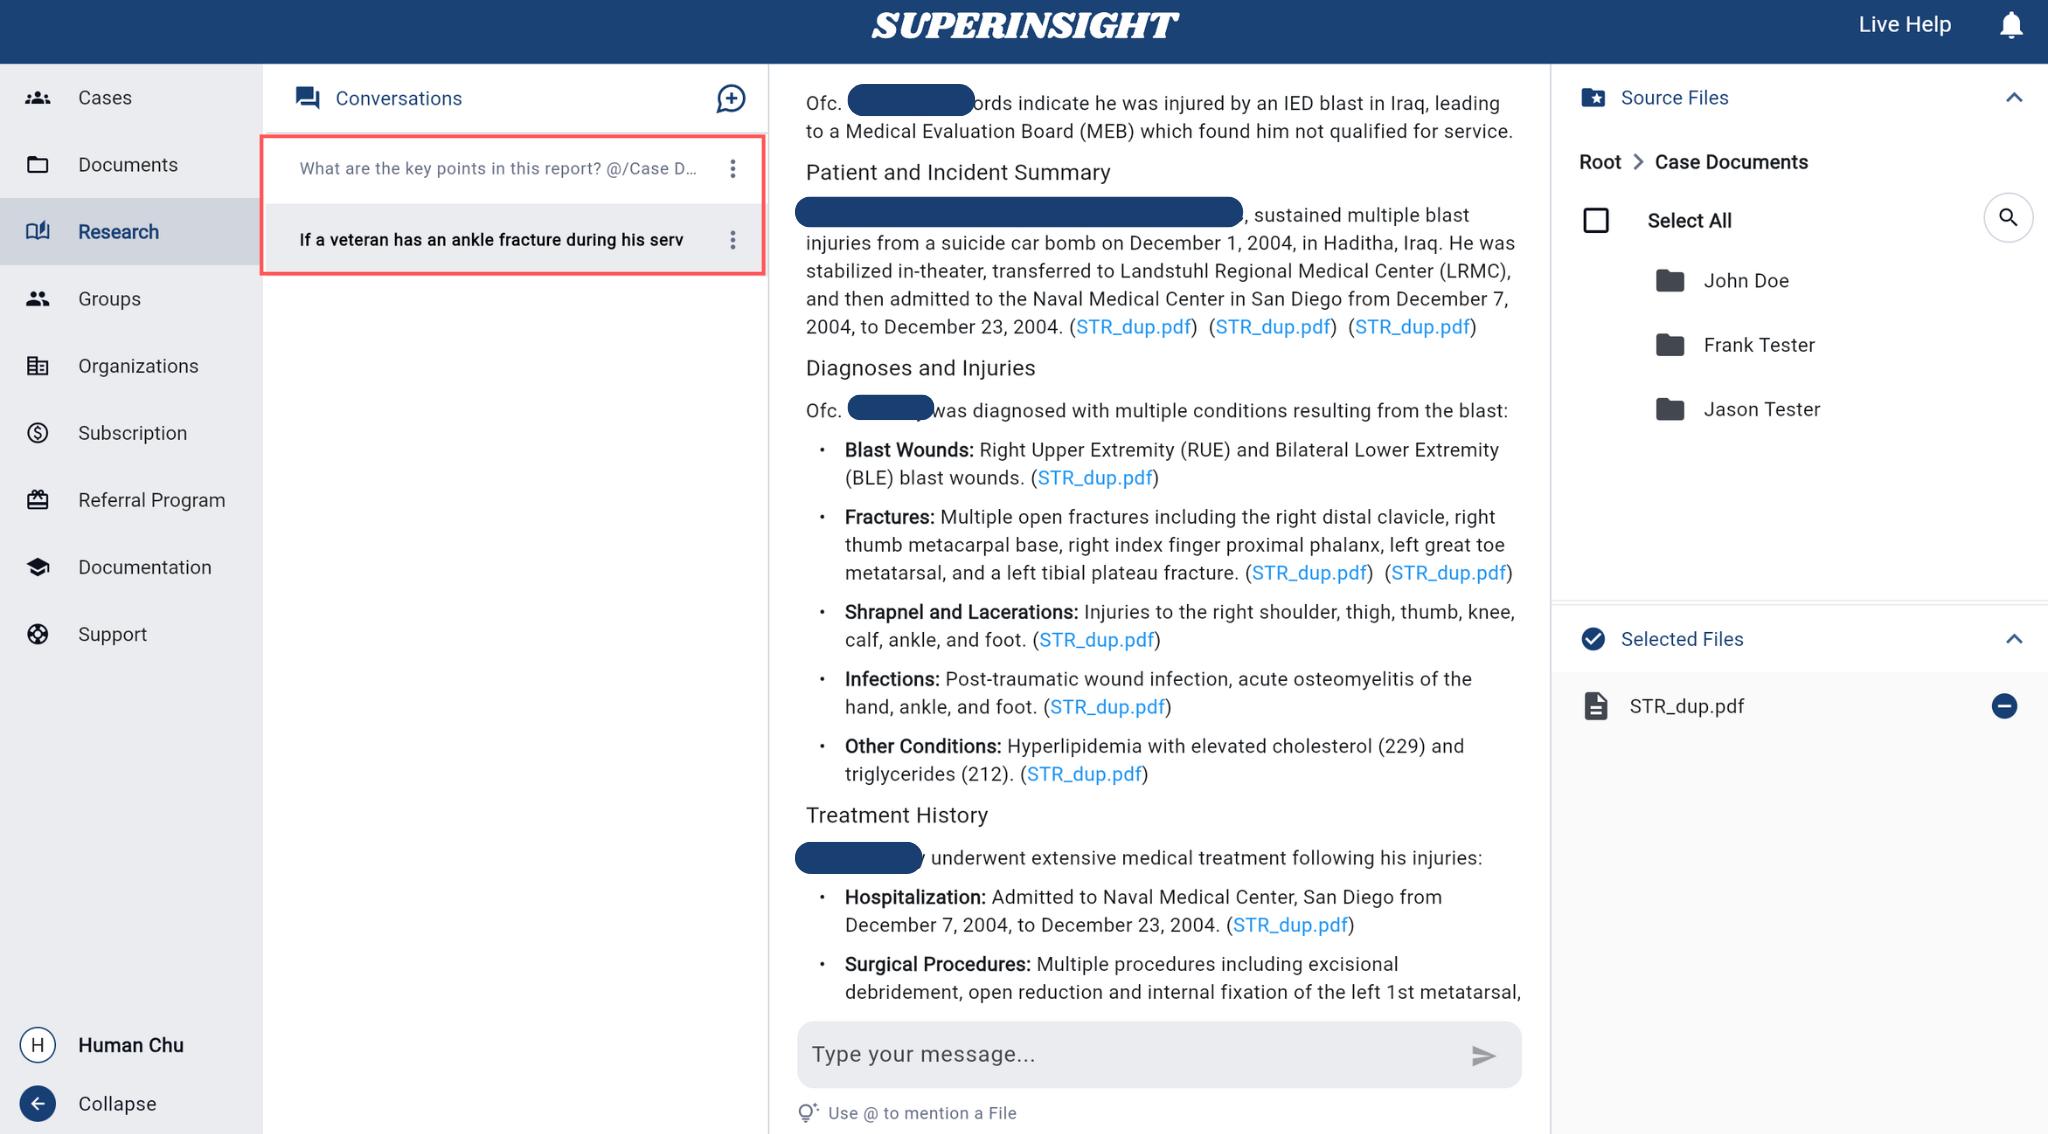 SUPERINSIGHT
Live Help
Cases
Documents
Research
Groups
Organizations
Subscription
Referral Program
Documentation
Support
H
Human Chu
Collapse
Conversations
What are the key points in this report? @/Case D...
If a veteran has an ankle fracture during his serv
Ofc. ords indicate he was injured by an IED blast in Iraq, leading
to a Medical Evaluation Board (MEB) which found him not qualified for service.
Patient and Incident Summary
, sustained multiple blast
injuries from a suicide car bomb on December 1, 2004, in Haditha, Iraq. He was
stabilized in-theater, transferred to Landstuhl Regional Medical Center (LRMC),
and then admitted to the Naval Medical Center in San Diego from December 7,
2004, to December 23, 2004. (STR_dup.pdf) (STR_dup.pdf) (STR_dup.pdf)
Diagnoses and Injuries
Ofc. was diagnosed with multiple conditions resulting from the blast:
• Blast Wounds: Right Upper Extremity (RUE) and Bilateral Lower Extremity
(BLE) blast wounds. (STR_dup.pdf)
• Fractures: Multiple open fractures including the right distal clavicle, right
thumb metacarpal base, right index finger proximal phalanx, left great toe
metatarsal, and a left tibial plateau fracture. (STR_dup.pdf) (STR_dup.pdf)
• Shrapnel and Lacerations: Injuries to the right shoulder, thigh, thumb, knee,
calf, ankle, and foot. (STR_dup.pdf)
• Infections: Post-traumatic wound infection, acute osteomyelitis of the
hand, ankle, and foot. (STR_dup.pdf)
• Other Conditions: Hyperlipidemia with elevated cholesterol (229) and
triglycerides (212). (STR_dup.pdf)
Treatment History
underwent extensive medical treatment following his injuries:
• Hospitalization: Admitted to Naval Medical Center, San Diego from
December 7, 2004, to December 23, 2004. (STR_dup.pdf)
• Surgical Procedures: Multiple procedures including excisional
debridement, open reduction and internal fixation of the left 1st metatarsal,
Type your message...
Use @ to mention a File
Source Files
Root > Case Documents
Select All
John Doe
Frank Tester
Jason Tester
Selected Files
STR_dup.pdf